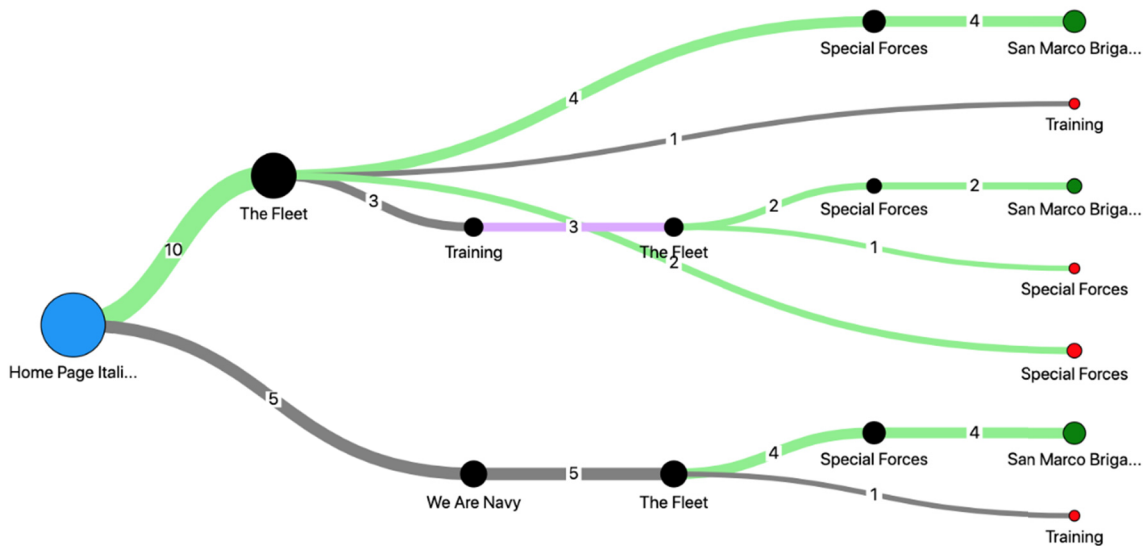 4
Special Forces
San Marco Briga...
4
1
Training
The Fleet
3
2
Special Forces
2
San Marco Briga...
10
Training
3
The Fleet
2
1
Special Forces
Home Page Itali...
Special Forces
5
4
Special Forces
4
San Marco Briga...
We Are Navy
5
The Fleet
1
Training